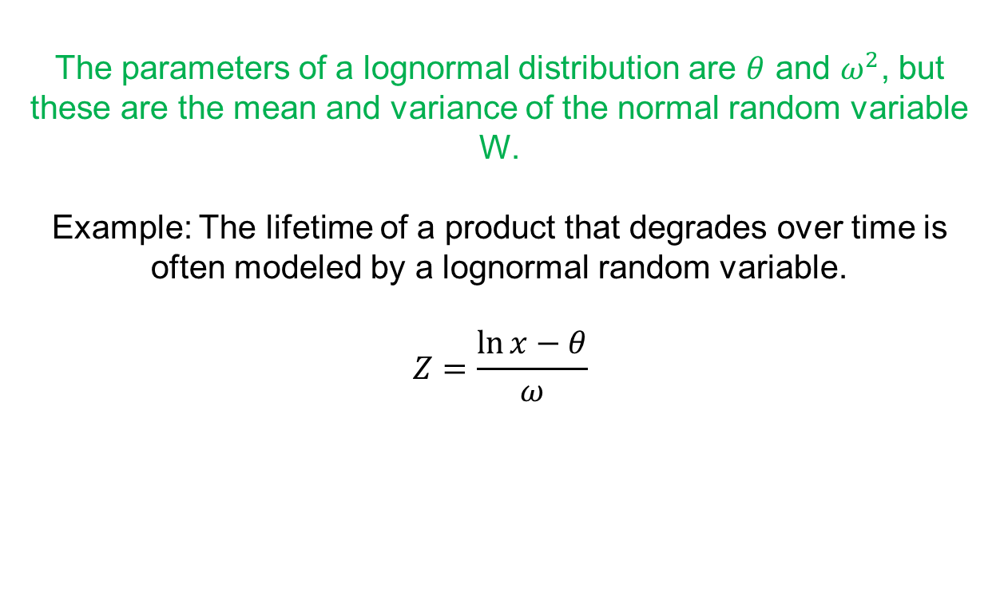 The parameters of a lognormal distribution are 𝜃 and 𝜔², but
these are the mean and variance of the normal random variable
W.
Example: The lifetime of a product that degrades over time is
often modeled by a lognormal random variable.
𝑍 = (ln 𝑥 − 𝜃) / 𝜔